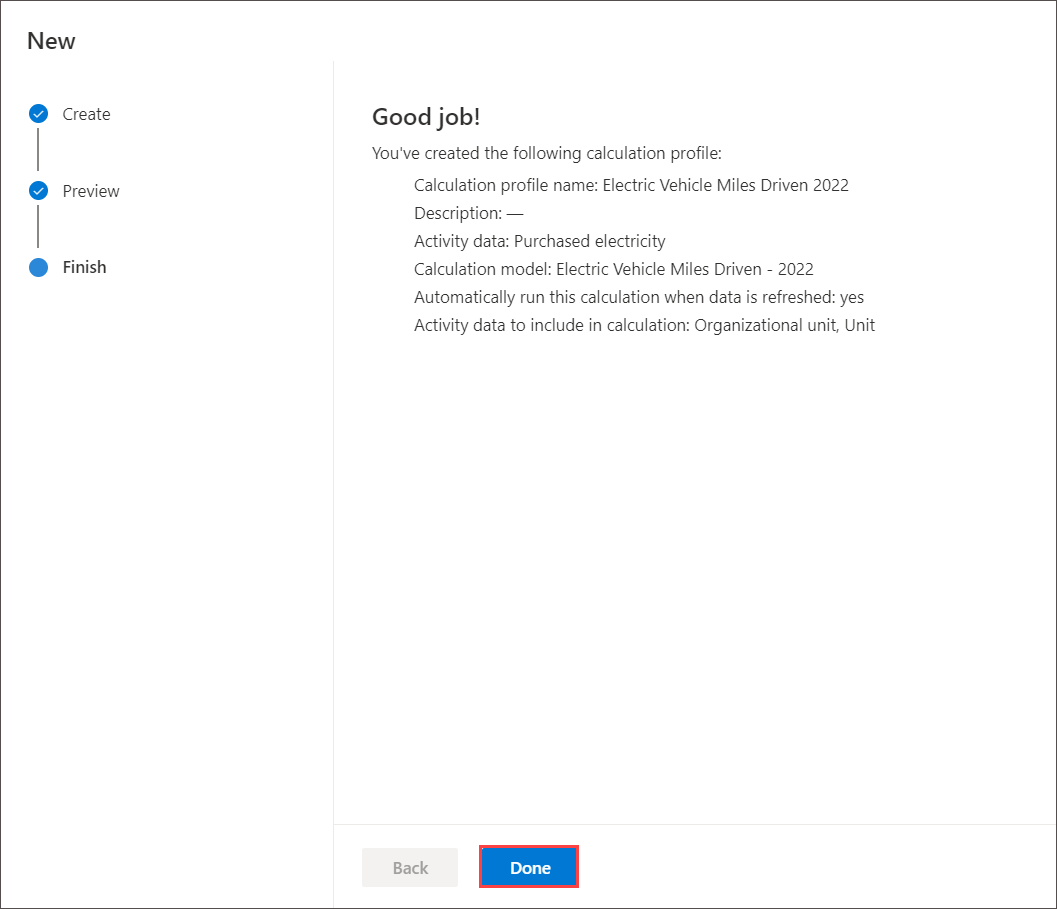 New
Create
Preview
Finish
Good job!
You've created the following calculation profile:
Calculation profile name: Electric Vehicle Miles Driven 2022
Description: —
Activity data: Purchased electricity
Calculation model: Electric Vehicle Miles Driven - 2022
Automatically run this calculation when data is refreshed: yes
Activity data to include in calculation: Organizational unit, Unit
Back
Done